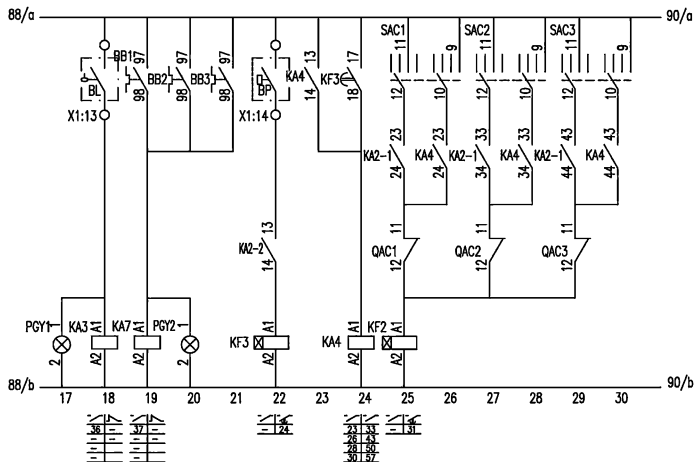 88/a
90/a
SAC1 SAC2 SAC3
11 9 11 9 11 9
BB1 97 97 97 13 17
BL BB2 BB3 BP KA4 KF3
98 98 98 14 18 12 10 12 10 12 10
X1:13 X1:14
23 23 33 33 43 43
KA2-1 KA4 KA2-1 KA4 KA2-1 KA4
24 24 34 34 44 44
13 11 11 11
KA2-2 QAC1 QAC2 QAC3
14 12 12 12
PGY1 1 KA3 A1 KA7 A1 PGY2 1 A1 A1 KF2 A1
KF3 KA4
2 A2 A2 2 A2 A2 A2
88/b
90/b
17 18 19 20 21 22 23 24 25 26 27 28 29 30
36 - 37 - - 24 23 33 - 31
- - - - 26 43
- - - - 28 50
- - - - 30 57